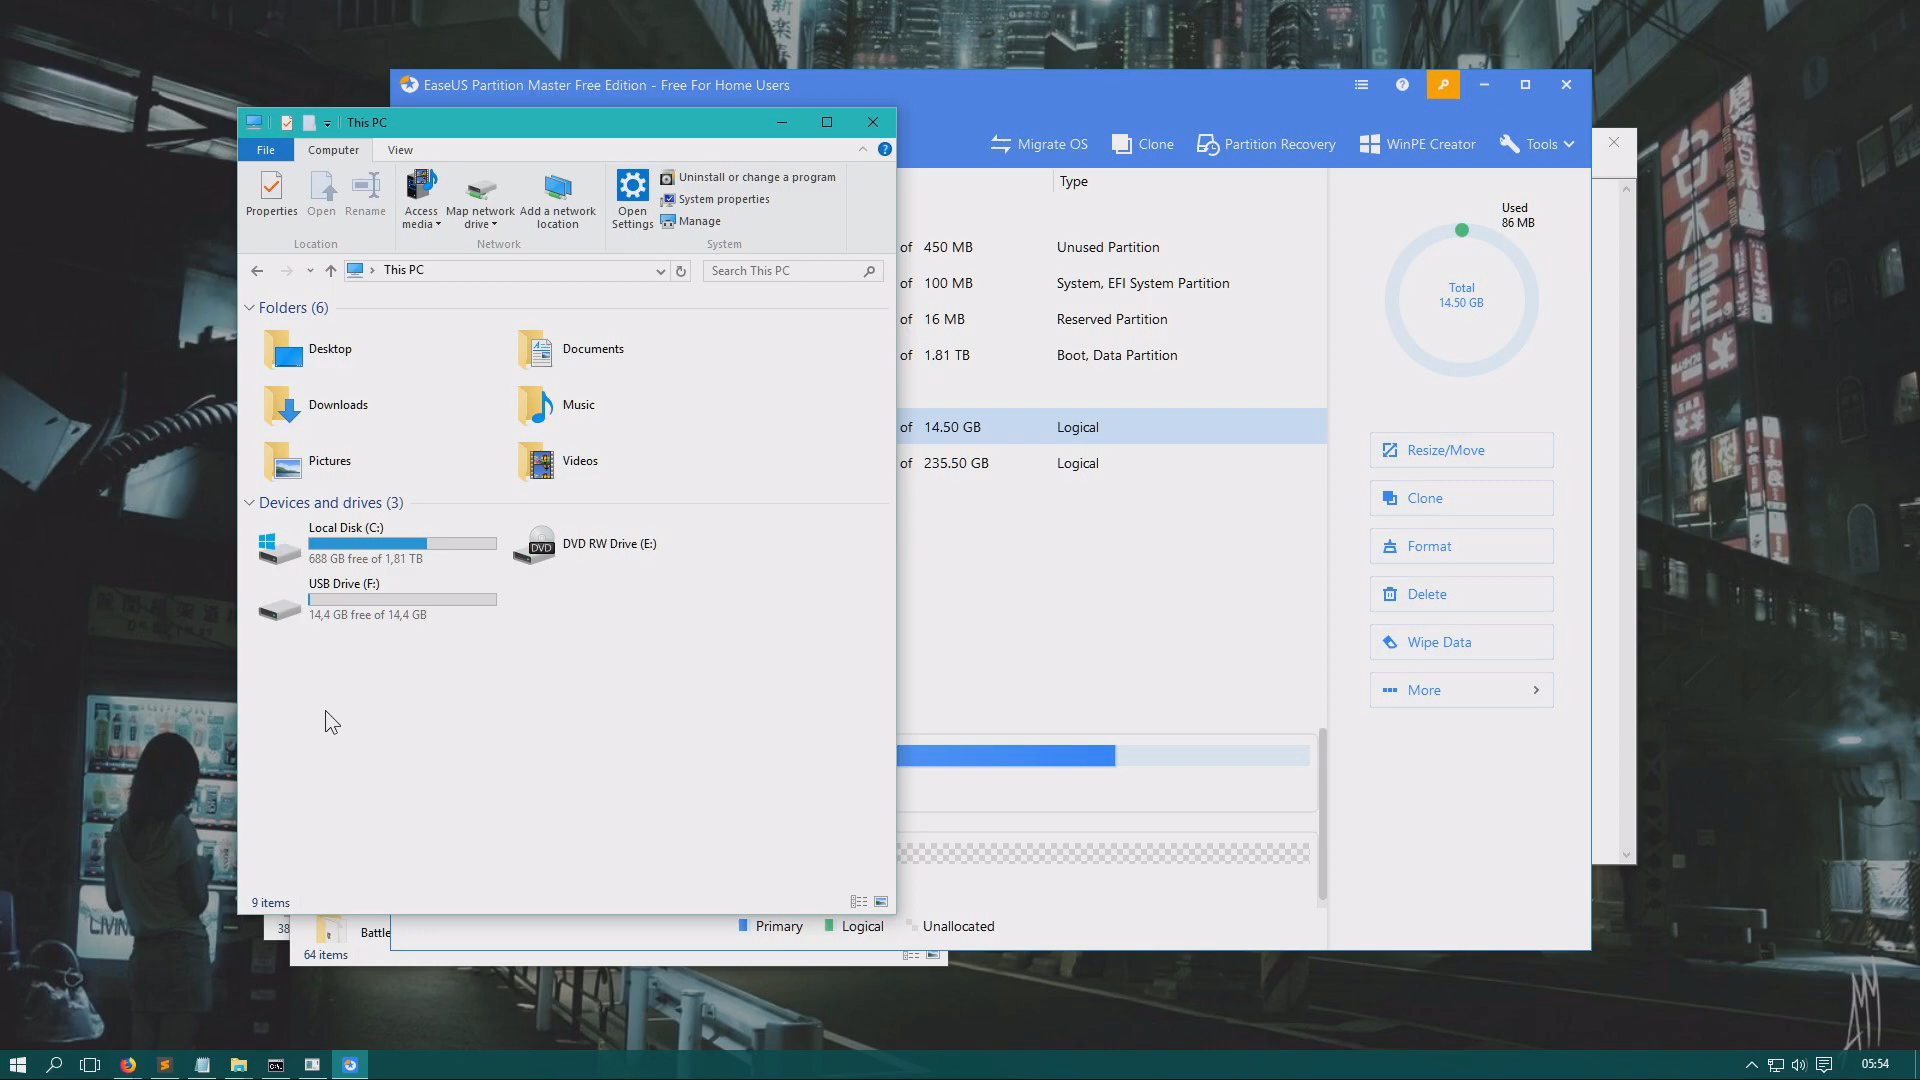 EaseUS Partition Master Free Edition - Free For Home Users
Migrate OS
Clone
Partition Recovery
WinPE Creator
Tools
This PC
File
Computer
View
Properties
Open
Rename
Access media
Map network drive
Add a network location
Open Settings
Uninstall or change a program
System properties
Manage
Location
Network
System
This PC
Search This PC
Folders (6)
Desktop
Documents
Downloads
Music
Pictures
Videos
Devices and drives (3)
Local Disk (C:)
688 GB free of 1,81 TB
DVD
DVD RW Drive (E:)
USB Drive (F:)
14,4 GB free of 14,4 GB
9 items
Type
of 450 MB Unused Partition
of 100 MB System, EFI System Partition
of 16 MB Reserved Partition
of 1.81 TB Boot, Data Partition
of 14.50 GB Logical
of 235.50 GB Logical
Used
86 MB
Total
14.50 GB
Resize/Move
Clone
Format
Delete
Wipe Data
More
Primary
Logical
Unallocated
38
Battle
64 items
LIVIN
05:54